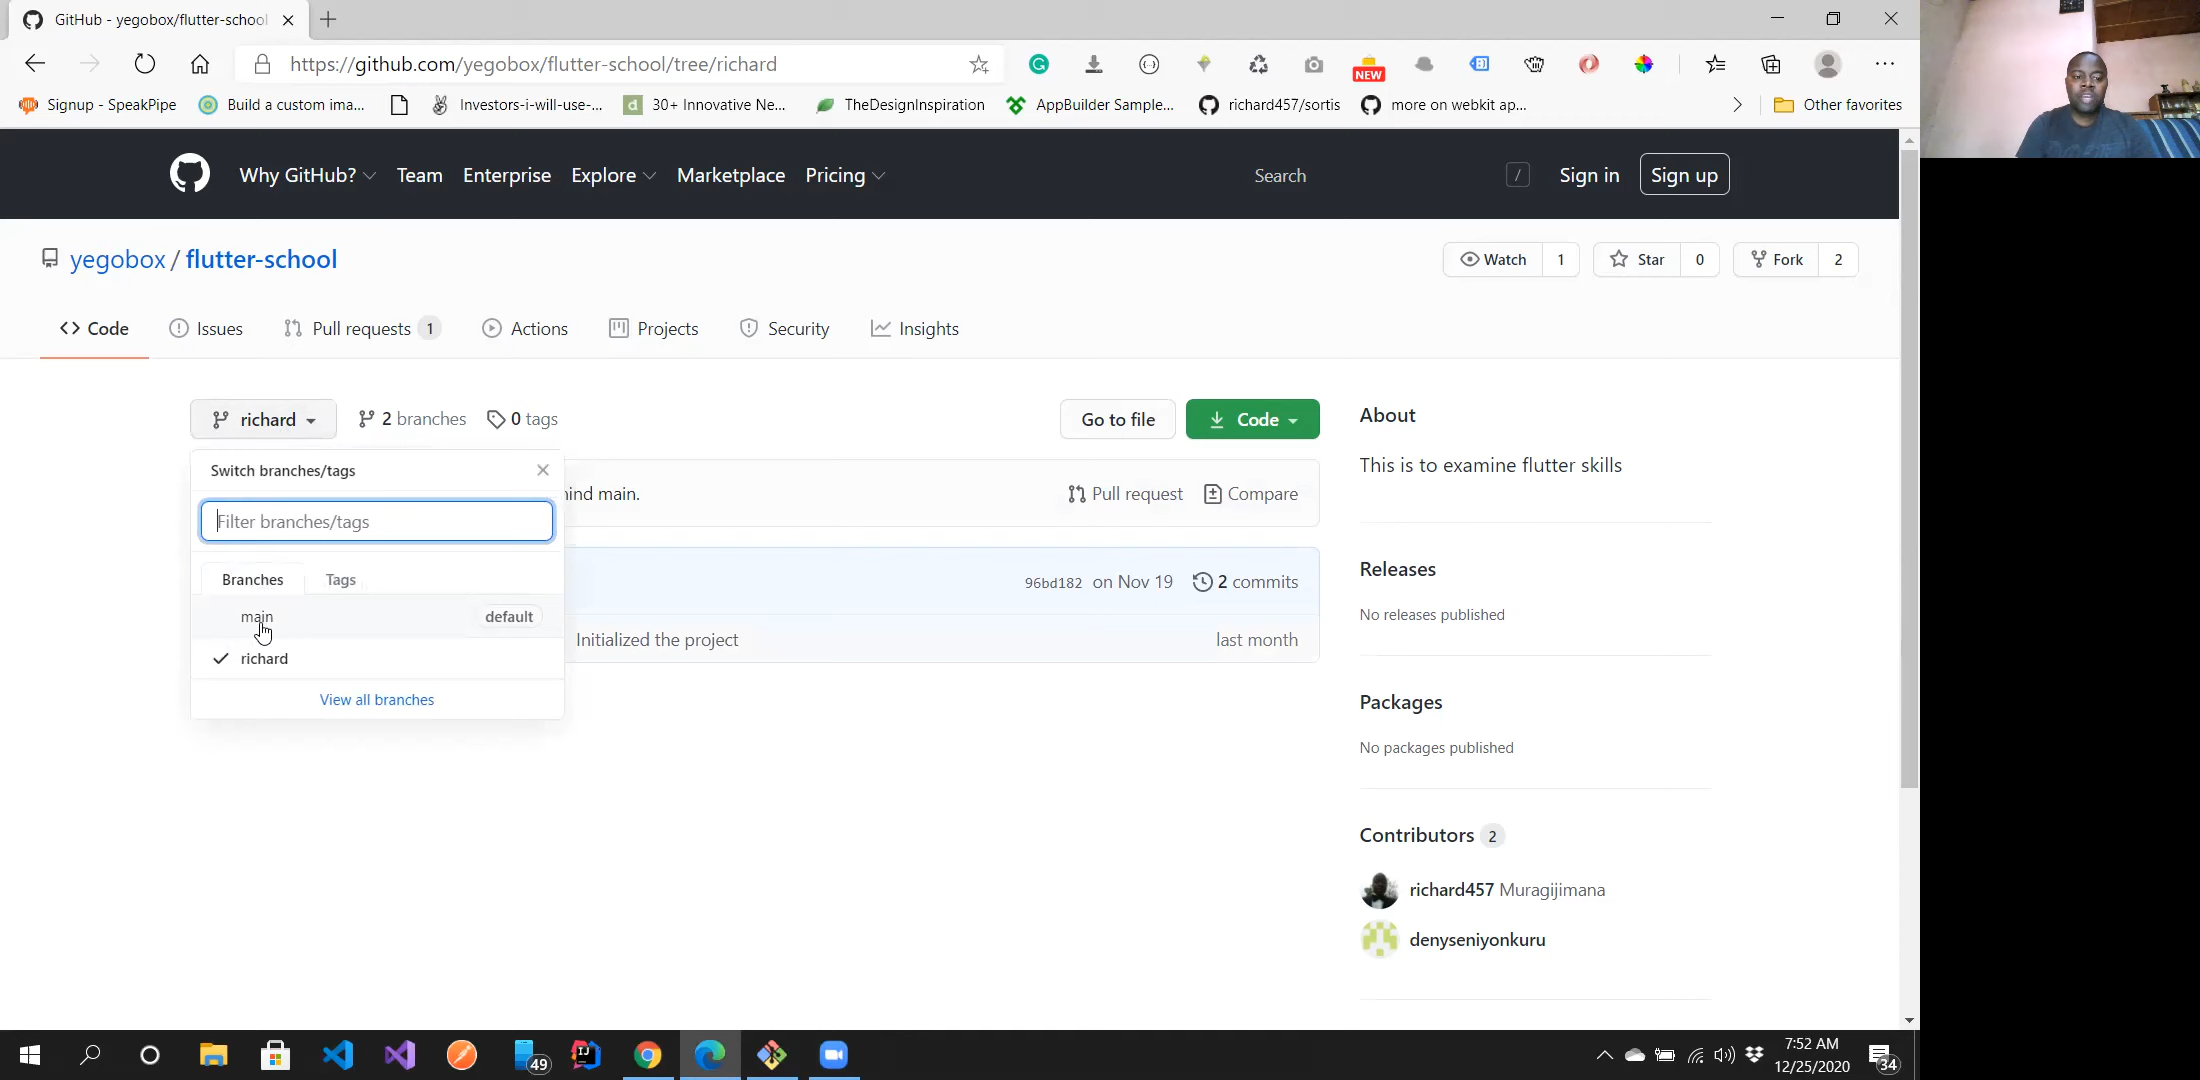 GitHub - yegobox/flutter-school
https://github.com/yegobox/flutter-school/tree/richard
NEW
Signup - SpeakPipe
Build a custom ima...
Investors-i-will-use-...
d
30+ Innovative Ne...
TheDesignInspiration
AppBuilder Sample...
richard457/sortis
more on webkit ap...
Other favorites
Why GitHub?
Team
Enterprise
Explore
Marketplace
Pricing
Search
/
Sign in
Sign up
yegobox / flutter-school
Watch 1
Star 0
Fork 2
Code
Issues
Pull requests 1
Actions
Projects
Security
Insights
richard
2 branches
0 tags
Go to file
Code
About
Switch branches/tags
This is to examine flutter skills
ind main.
Pull request
Compare
Filter branches/tags
Releases
Branches
Tags
96bd182 on Nov 19
2 commits
main
default
No releases published
Initialized the project
last month
richard
View all branches
Packages
No packages published
Contributors 2
richard457 Muragijimana
denyseniyonkuru
49
IJ
7:52 AM
12/25/2020
34